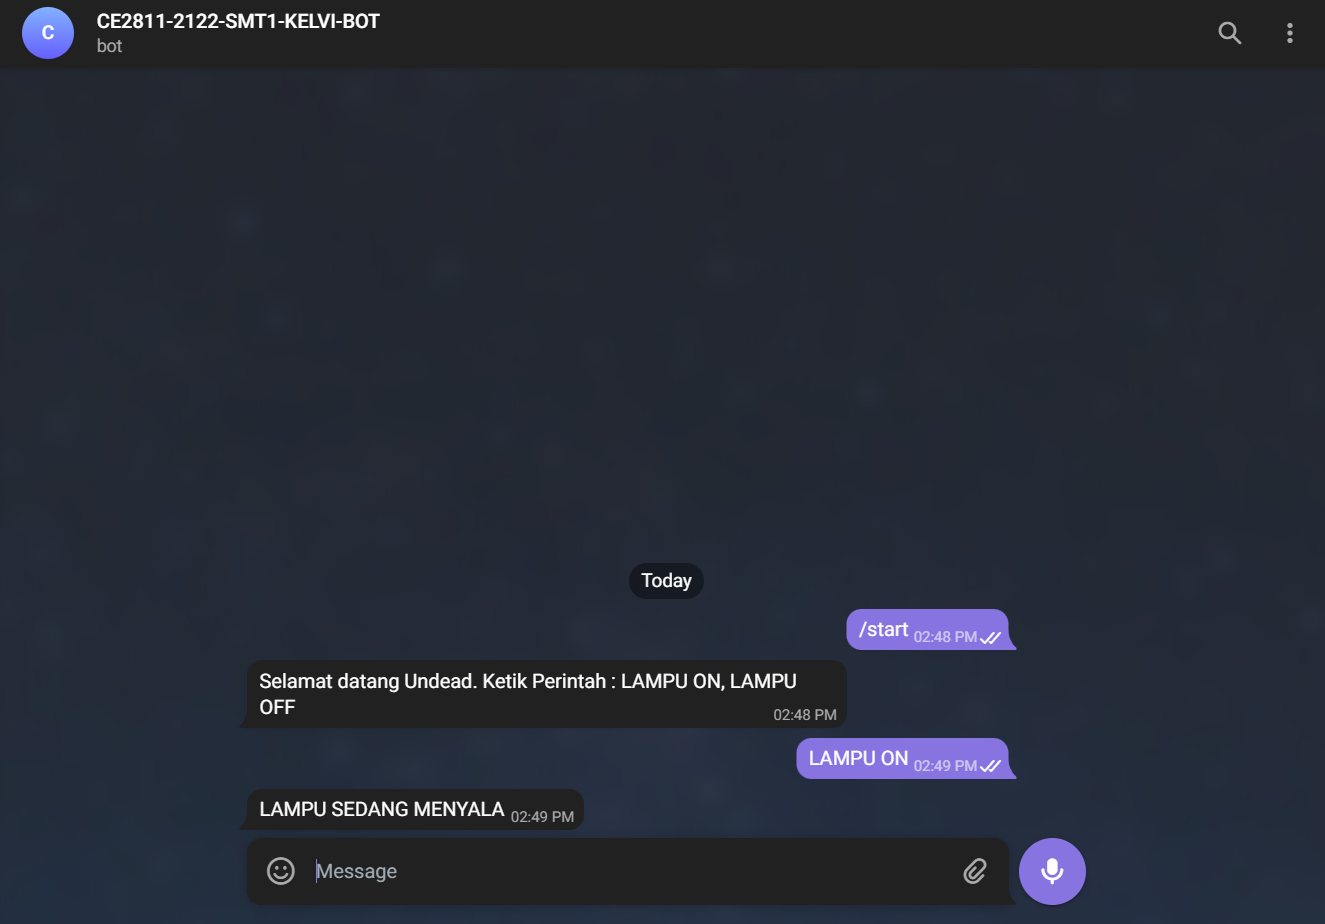 C
CE2811-2122-SMT1-KELVI-BOT
bot
Today
/start 02:48 PM
Selamat datang Undead. Ketik Perintah : LAMPU ON, LAMPU
OFF 02:48 PM
LAMPU ON 02:49 PM
LAMPU SEDANG MENYALA 02:49 PM
Message